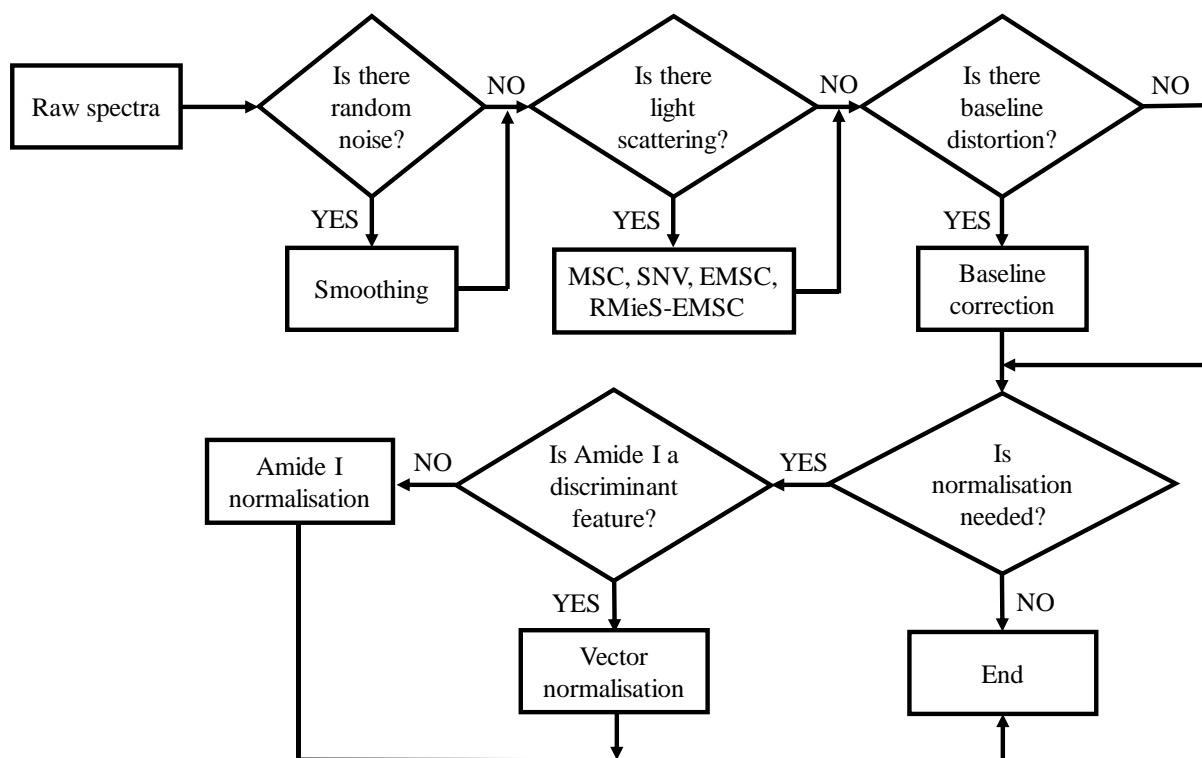 Raw spectra
Is there
random
noise?
NO
YES
Smoothing
Is there
light
scattering?
NO
YES
MSC, SNV, EMSC,
RMieS-EMSC
Is there
baseline
distortion?
NO
YES
Baseline
correction
Is
normalisation
needed?
YES
NO
End
Is Amide I a
discriminant
feature?
NO
YES
Amide I
normalisation
Vector
normalisation